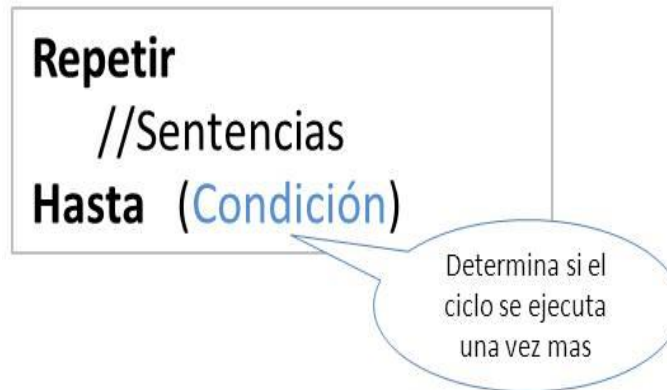 Repetir
//Sentencias
Hasta (Condición)
Determina si el
ciclo se ejecuta
una vez mas